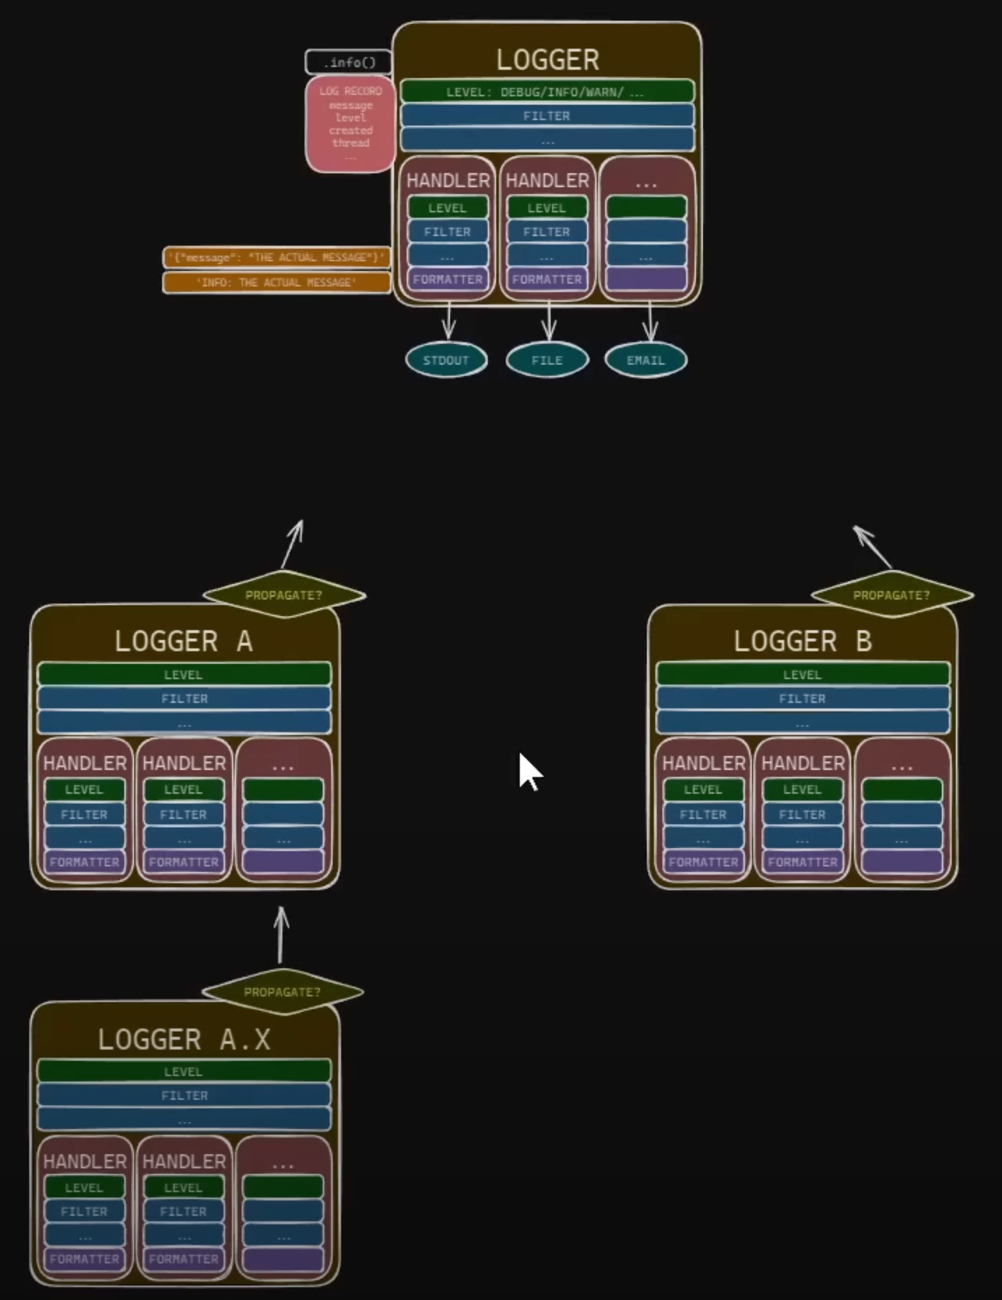 .info()
LOG RECORD
message
level
created
thread
...
LOGGER
LEVEL: DEBUG/INFO/WARN/ ...
FILTER
...
HANDLER HANDLER ...
LEVEL LEVEL
FILTER FILTER
... ... ...
FORMATTER FORMATTER
'{"message": "THE ACTUAL MESSAGE"}'
'INFO: THE ACTUAL MESSAGE'
STDOUT FILE EMAIL
PROPAGATE?
LOGGER A
LEVEL
FILTER
...
HANDLER HANDLER ...
LEVEL LEVEL
FILTER FILTER
... ... ...
FORMATTER FORMATTER
PROPAGATE?
LOGGER B
LEVEL
FILTER
...
HANDLER HANDLER ...
LEVEL LEVEL
FILTER FILTER
... ... ...
FORMATTER FORMATTER
PROPAGATE?
LOGGER A.X
LEVEL
FILTER
...
HANDLER HANDLER ...
LEVEL LEVEL
FILTER FILTER
... ... ...
FORMATTER FORMATTER